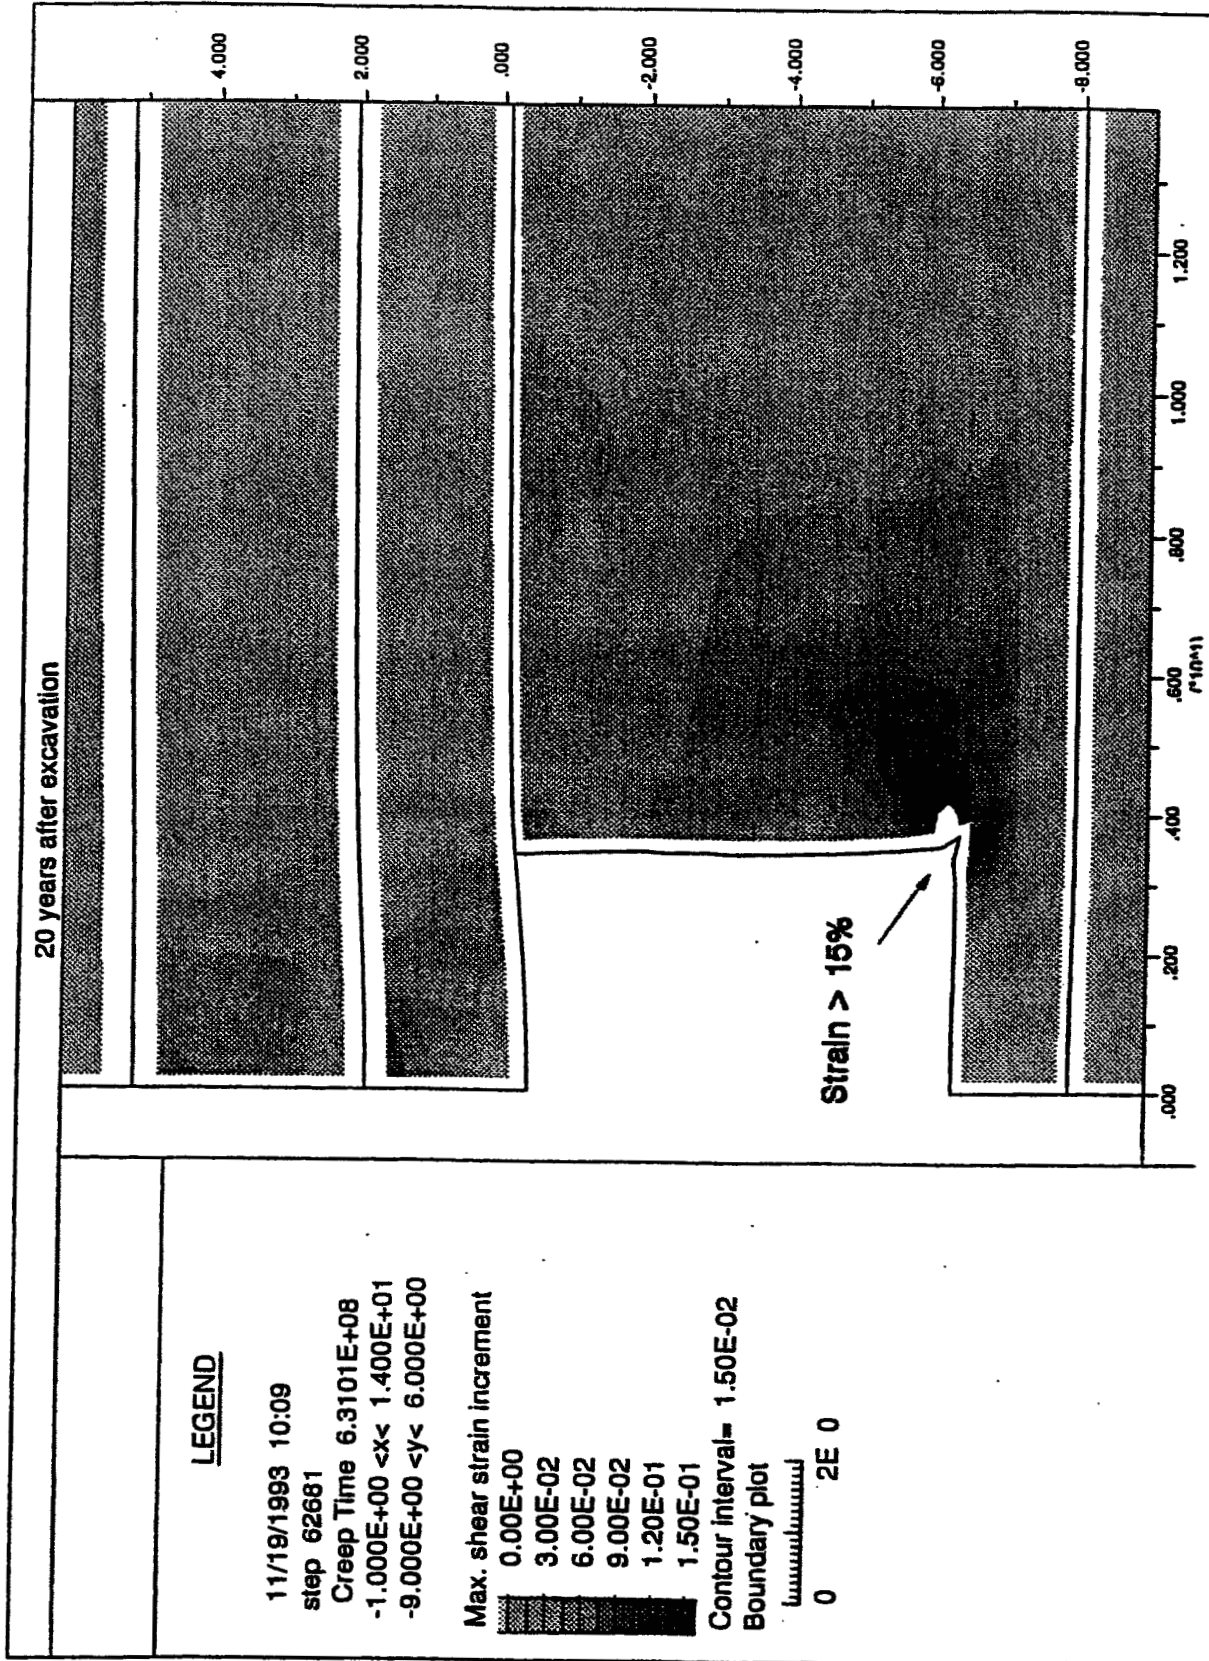 20 years after excavation
LEGEND
11/19/1993 10:09
step 62681
Creep Time 6.3101E+08
-1.000E+00 <x< 1.400E+01
-9.000E+00 <y< 6.000E+00
Max. shear strain increment
0.00E+00
3.00E-02
6.00E-02
9.00E-02
1.20E-01
1.50E-01
Contour interval= 1.50E-02
Boundary plot
0 2E 0
Strain > 15%
4.000
2.000
.000
-2.000
-4.000
-6.000
-8.000
.000 .200 .400 .600 .800 1.000 1.200
(*10^1)